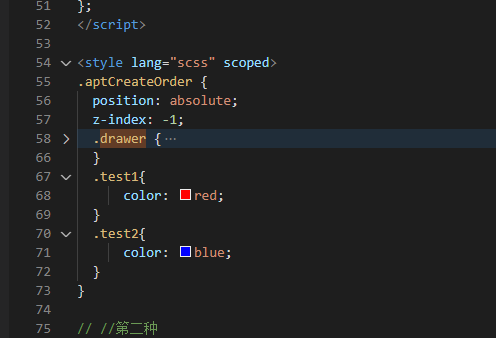 51 };
52 </script>
53
54 <style lang="scss" scoped>
55 .aptCreateOrder {
56 position: absolute;
57 z-index: -1;
58 .drawer { ⋯
66 }
67 .test1{
68 color: red;
69 }
70 .test2{
71 color: blue;
72 }
73 }
74
75 // //第二种